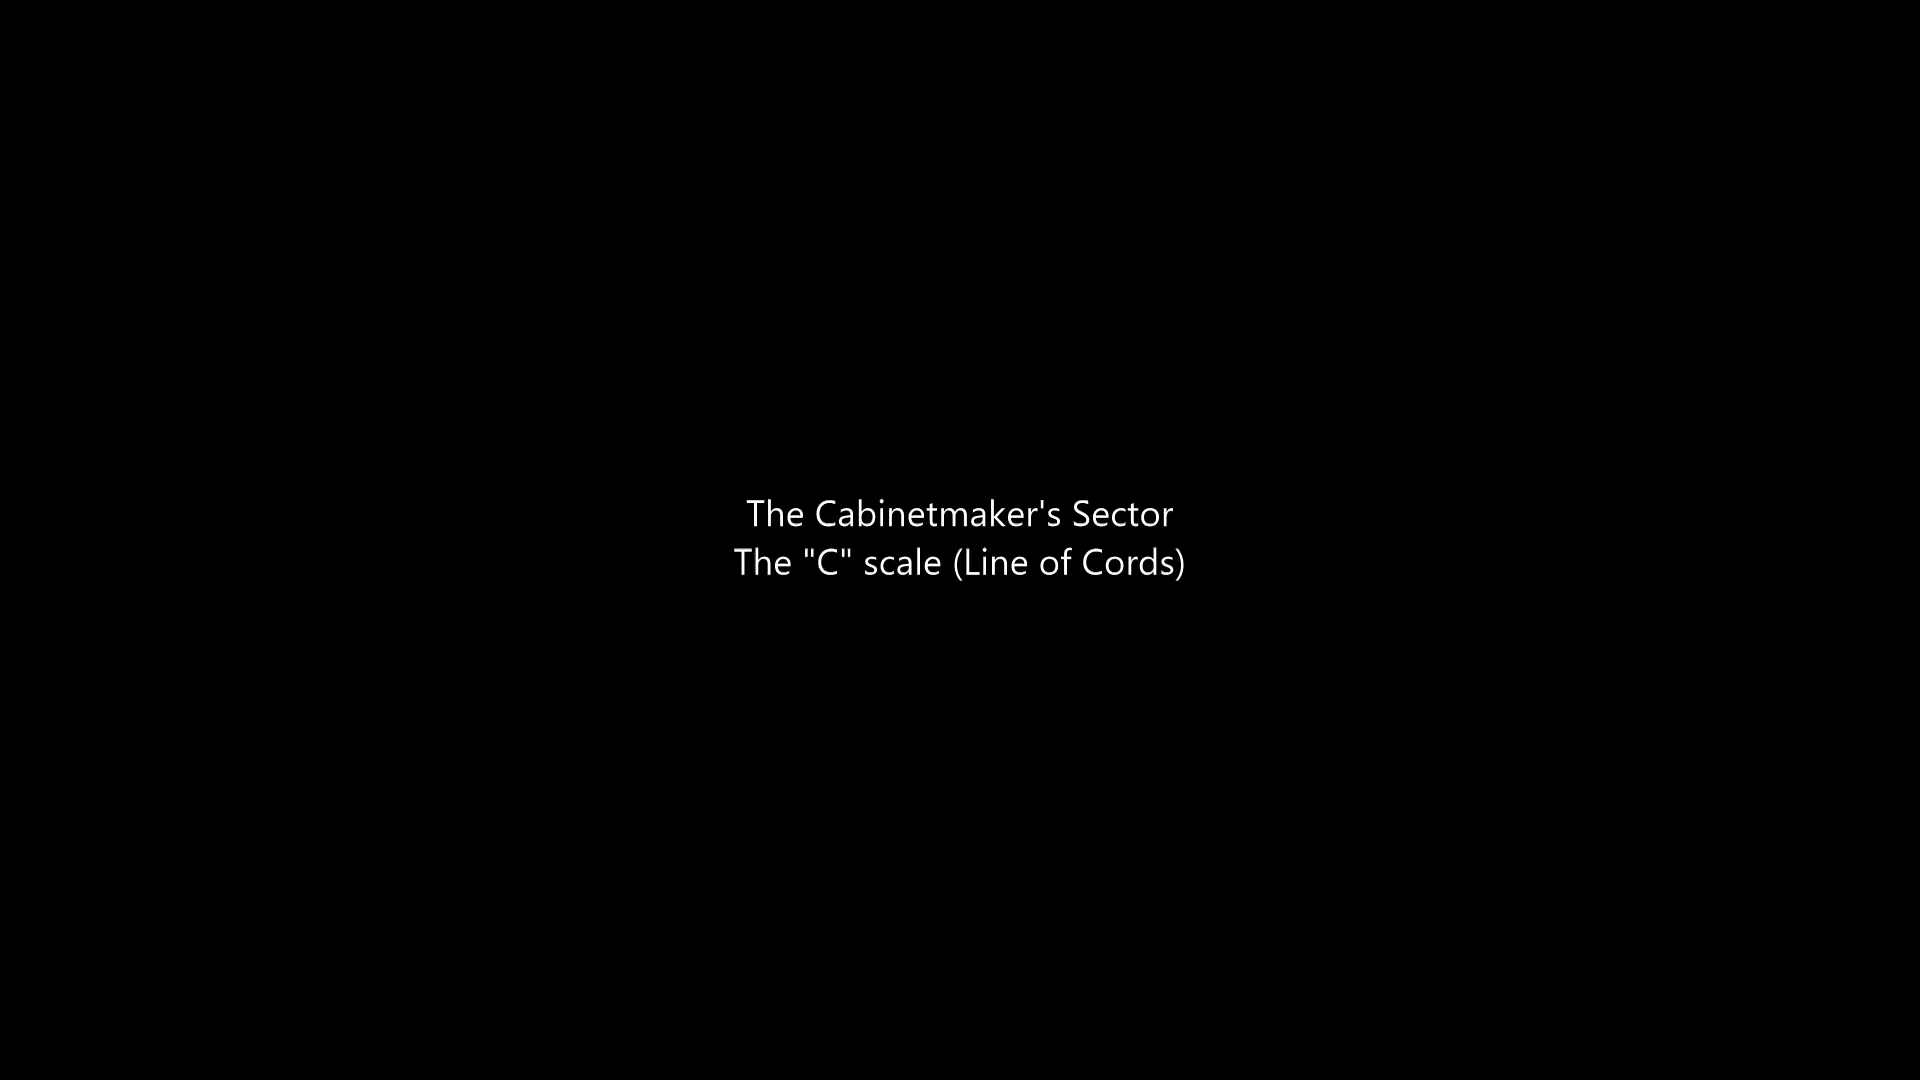 The Cabinetmaker's Sector
The "C" scale (Line of Cords)